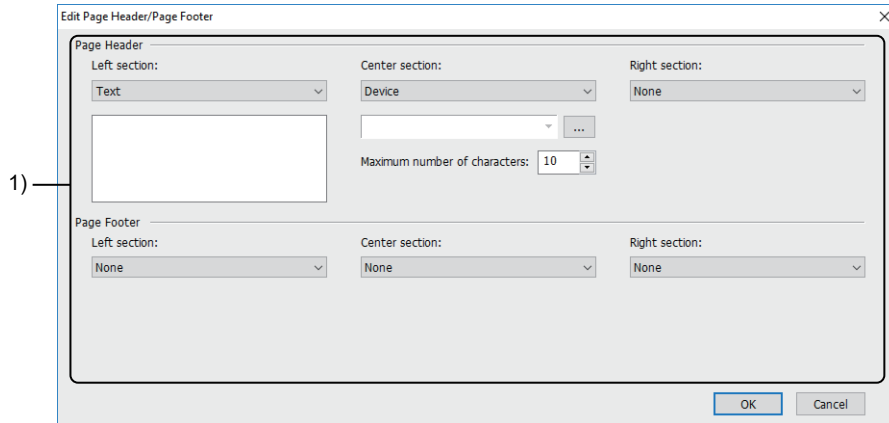 Edit Page Header/Page Footer
Page Header
Left section: Center section: Right section:
Text Device None
...
Maximum number of characters: 10
1)
Page Footer
Left section: Center section: Right section:
None None None
OK Cancel